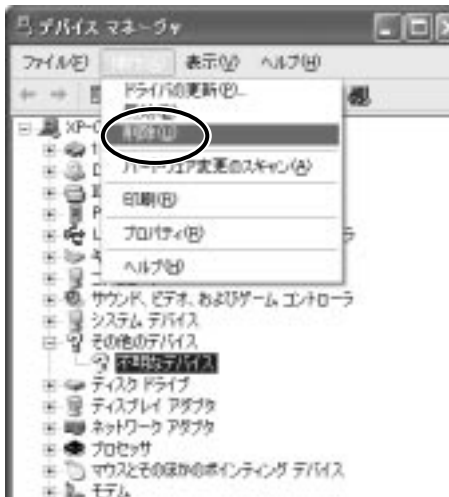 デバイス マネージャ
ファイル(F) 表示(V) ヘルプ(H)
ドライバの更新(P)...
削除(U)
ハードウェア変更のスキャン(A)
印刷(R)
プロパティ(R)
ヘルプ(H)
サウンド、ビデオ、およびゲーム コントローラ
システム デバイス
その他のデバイス
不明なデバイス
ディスク ドライブ
ディスプレイ アダプタ
ネットワーク アダプタ
プロセッサ
マウスとそのほかのポインティング デバイス
モデム